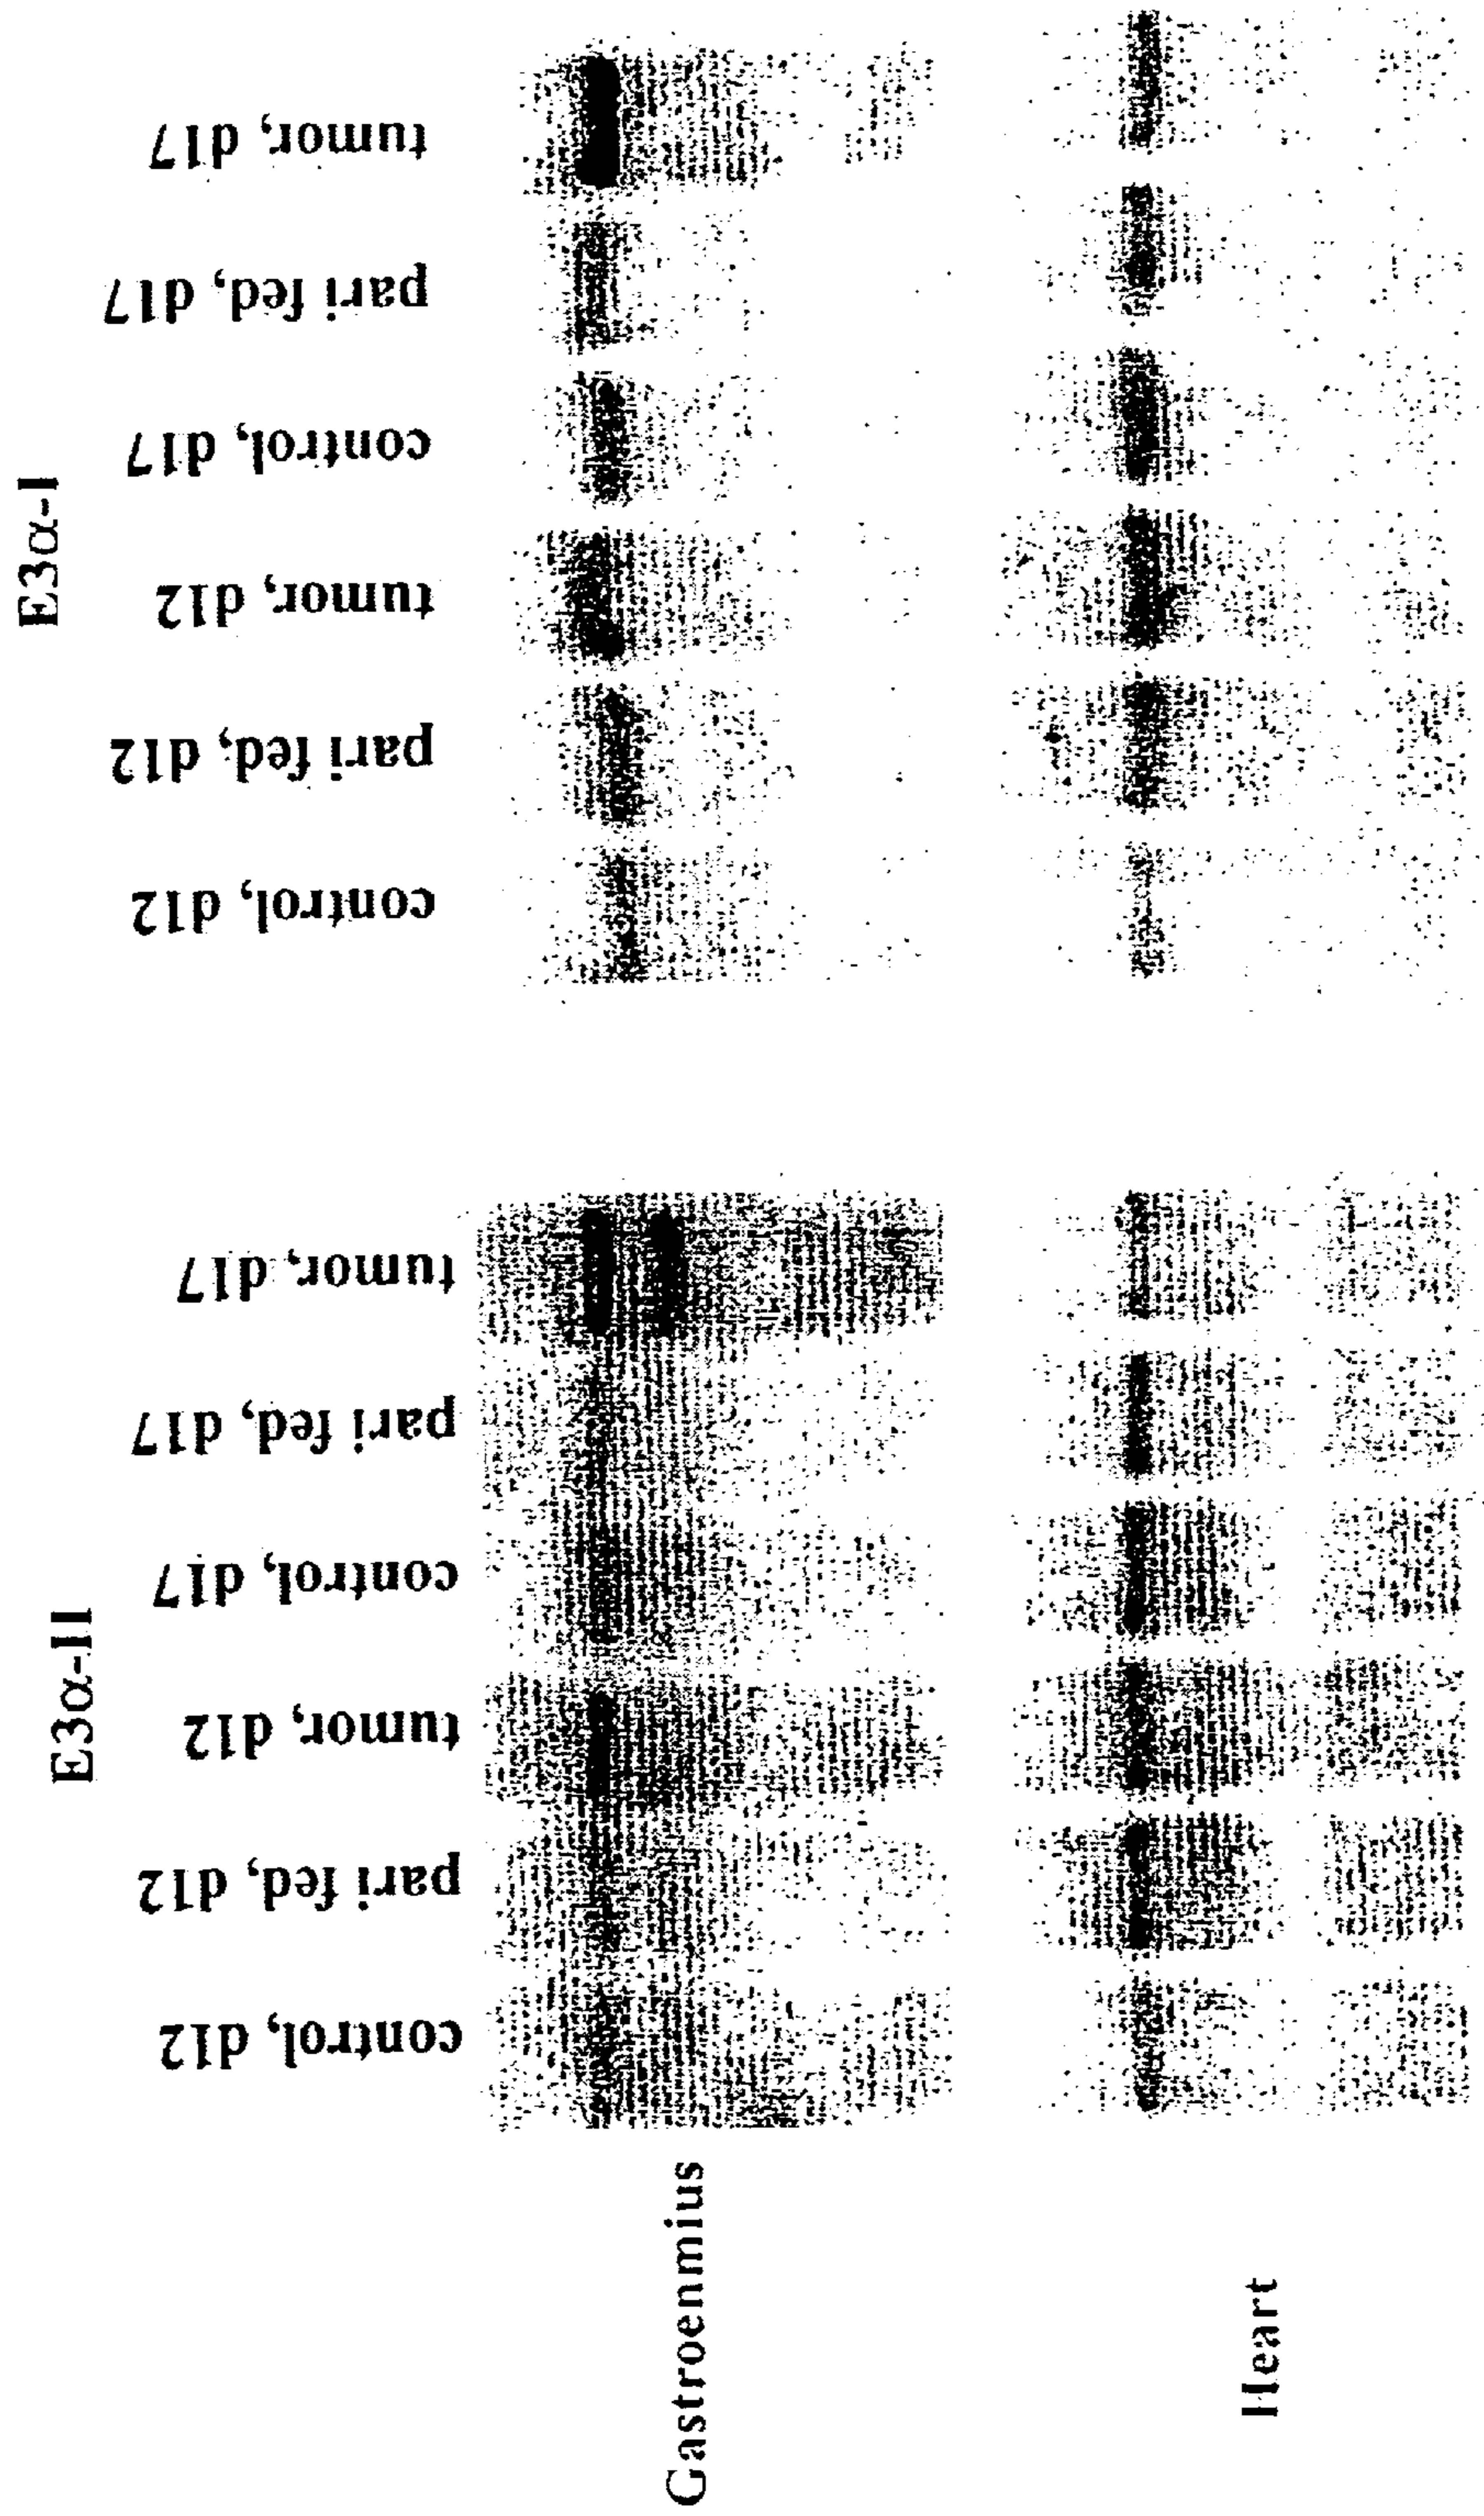 E3α-II
E3α-I
control, d12
pari fed, d12
tumor, d12
control, d17
pari fed, d17
tumor, d17
control, d12
pari fed, d12
tumor, d12
control, d17
pari fed, d17
tumor, d17
Gastroenmius
Heart